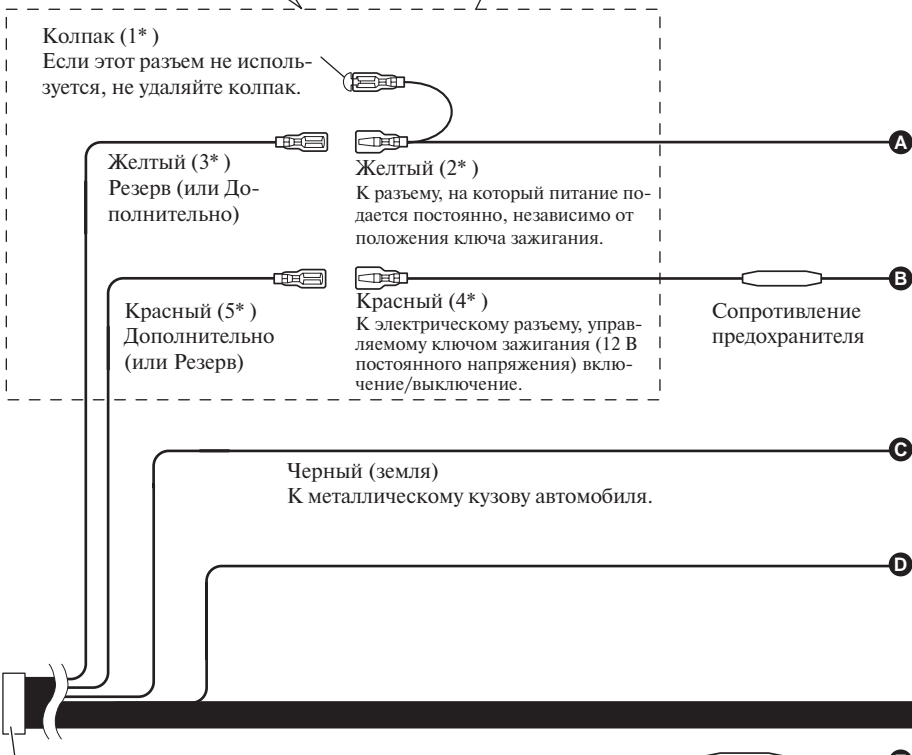 Колпак (1*)
Если этот разъем не исполь-
зуется, не удаляйте колпак.
A
Желтый (3*)
Резерв (или До-
полнительно)
Желтый (2*)
К разъему, на который питание по-
дается постоянно, независимо от
положения ключа зажигания.
B
Красный (5*)
Дополнительно
(или Резерв)
Красный (4*)
К электрическому разъему, управ-
ляемому ключом зажигания (12 В
постоянного напряжения) вклю-
чение/выключение.
Сопротивление
предохранителя
C
Черный (земля)
К металлическому кузову автомобиля.
D